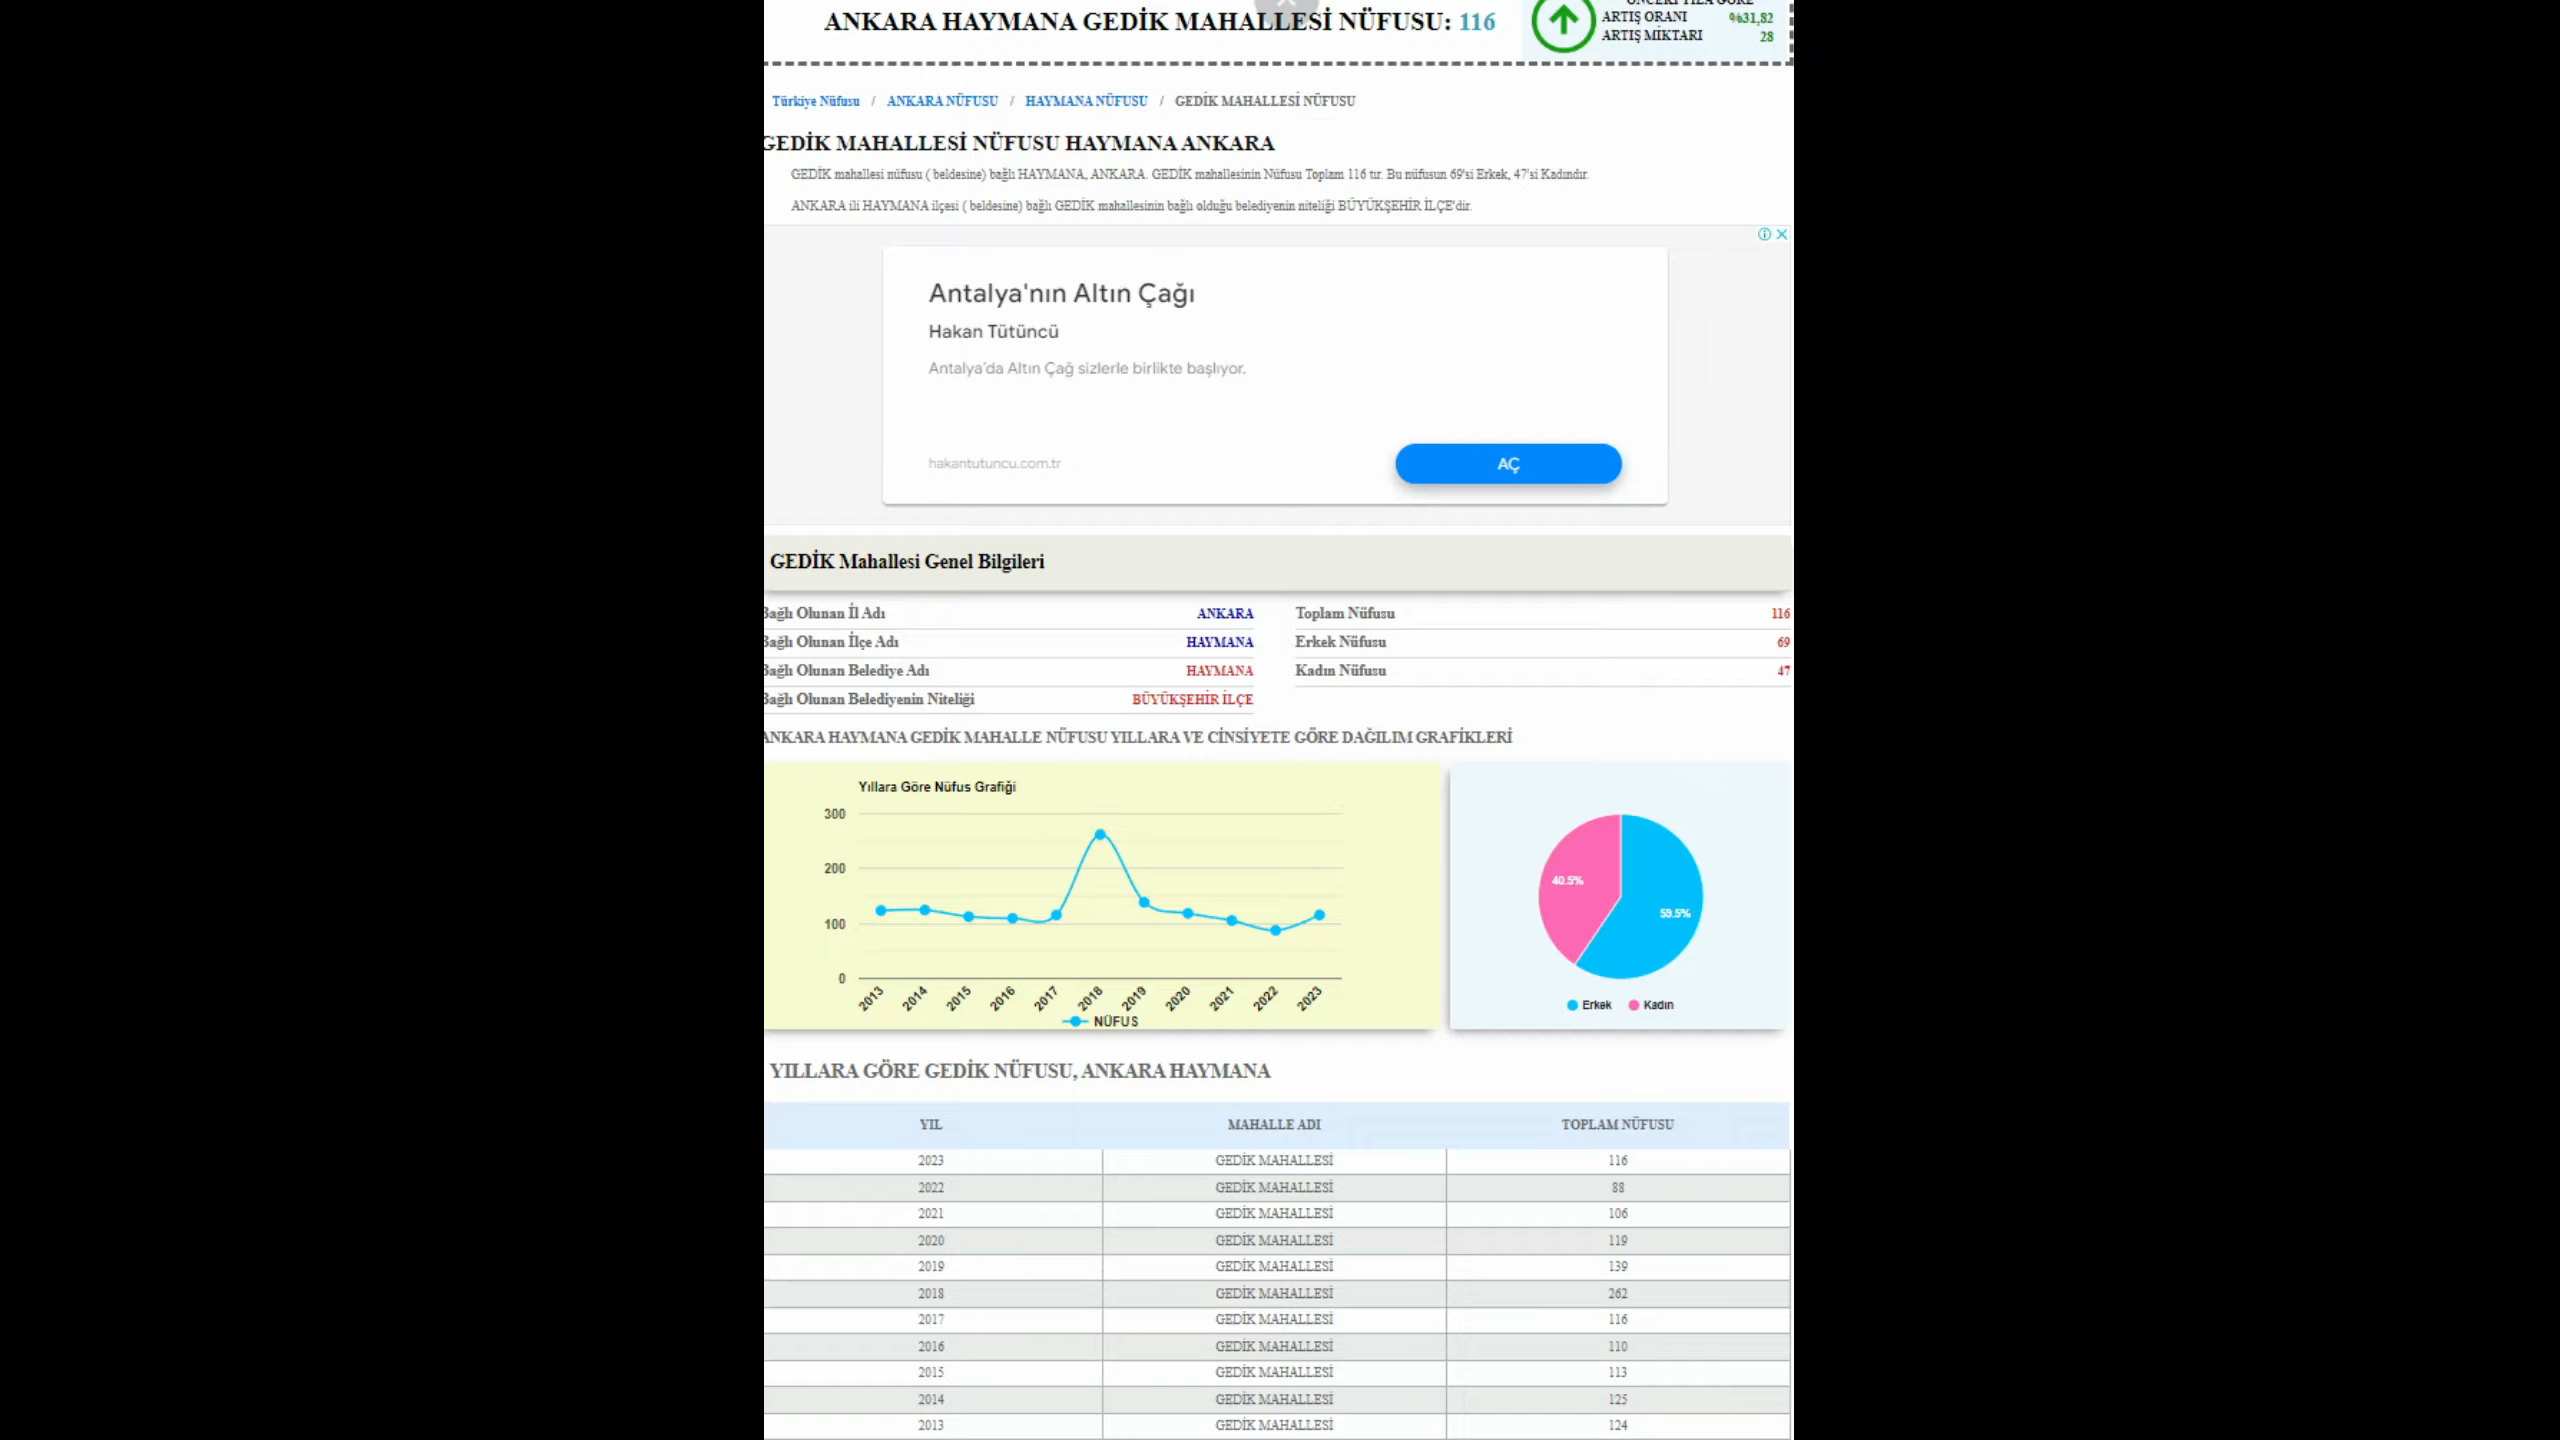 ANKARA HAYMANA GEDİK MAHALLESİ NÜFUSU: 116
ÖNCEKİ YILA GÖRE
ARTIŞ ORANI %31,82
ARTIŞ MİKTARI 28
Türkiye Nüfusu / ANKARA NÜFUSU / HAYMANA NÜFUSU / GEDİK MAHALLESİ NÜFUSU
GEDİK MAHALLESİ NÜFUSU HAYMANA ANKARA
GEDİK mahallesi nüfusu ( beldesine) bağlı HAYMANA, ANKARA. GEDİK mahallesinin Nüfusu Toplam 116 tır. Bu nüfusun 69'si Erkek, 47'si Kadındır.
ANKARA ili HAYMANA ilçesi ( beldesine) bağlı GEDİK mahallesinin bağlı olduğu belediyenin niteliği BÜYÜKŞEHİR İLÇE'dir.
Antalya'nın Altın Çağı
Hakan Tütüncü
Antalya'da Altın Çağ sizlerle birlikte başlıyor.
hakantutuncu.com.tr
AÇ
GEDİK Mahallesi Genel Bilgileri
Bağlı Olunan İl Adı ANKARA
Bağlı Olunan İlçe Adı HAYMANA
Bağlı Olunan Belediye Adı HAYMANA
Bağlı Olunan Belediyenin Niteliği BÜYÜKŞEHİR İLÇE
Toplam Nüfusu 116
Erkek Nüfusu 69
Kadın Nüfusu 47
ANKARA HAYMANA GEDİK MAHALLE NÜFUSU YILLARA VE CİNSİYETE GÖRE DAĞILIM GRAFİKLERİ
Yıllara Göre Nüfus Grafiği
300
200
100
0
2013 2014 2015 2016 2017 2018 2019 2020 2021 2022 2023
NÜFUS
40.5%
59.5%
Erkek Kadın
YILLARA GÖRE GEDİK NÜFUSU, ANKARA HAYMANA
YIL MAHALLE ADI TOPLAM NÜFUSU
2023 GEDİK MAHALLESİ 116
2022 GEDİK MAHALLESİ 88
2021 GEDİK MAHALLESİ 106
2020 GEDİK MAHALLESİ 119
2019 GEDİK MAHALLESİ 139
2018 GEDİK MAHALLESİ 262
2017 GEDİK MAHALLESİ 116
2016 GEDİK MAHALLESİ 110
2015 GEDİK MAHALLESİ 113
2014 GEDİK MAHALLESİ 125
2013 GEDİK MAHALLESİ 124